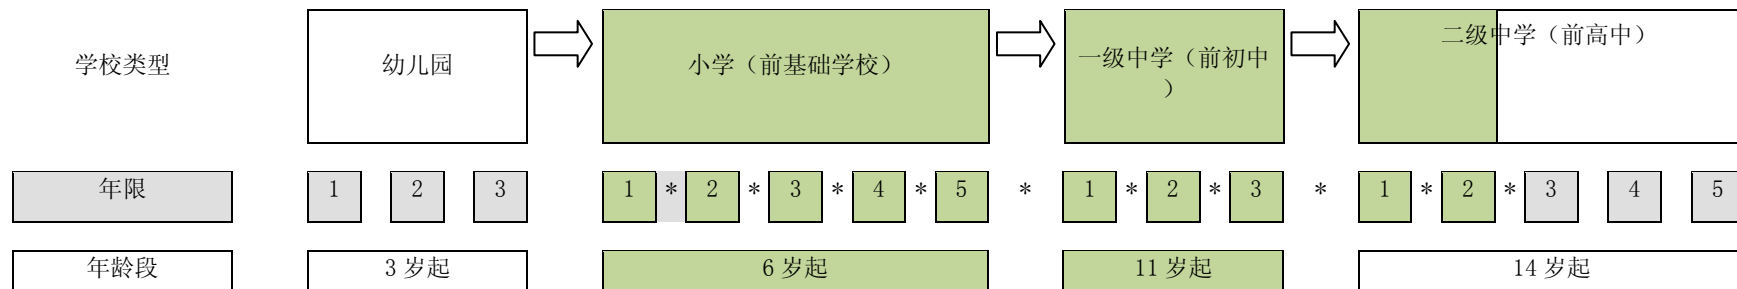 学校类型 幼儿园 小学（前基础学校） 一级中学（前初中
） 二级中学（前高中）
年限 1 2 3 1 * 2 * 3 * 4 * 5 * 1 * 2 * 3 * 1 * 2 * 3 4 5
年龄段 3 岁起 6 岁起 11 岁起 14 岁起